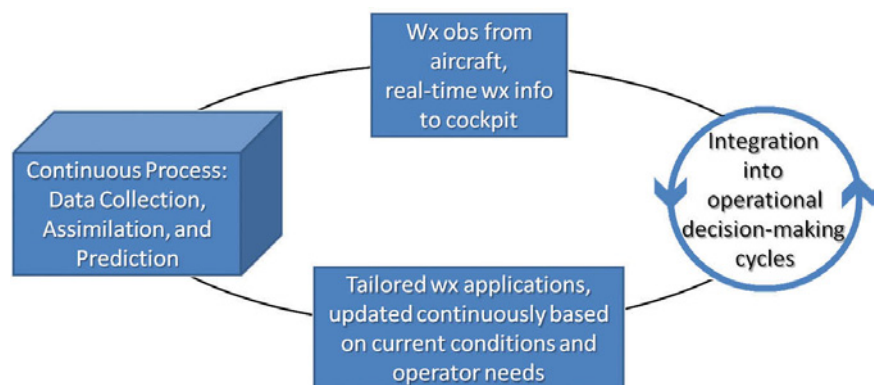 Wx obs from
aircraft,
real-time wx info
to cockpit
Continuous Process:
Data Collection,
Assimilation, and
Prediction
Integration
into
operational
decision-making
cycles
Tailored wx applications,
updated continuously based
on current conditions and
operator needs